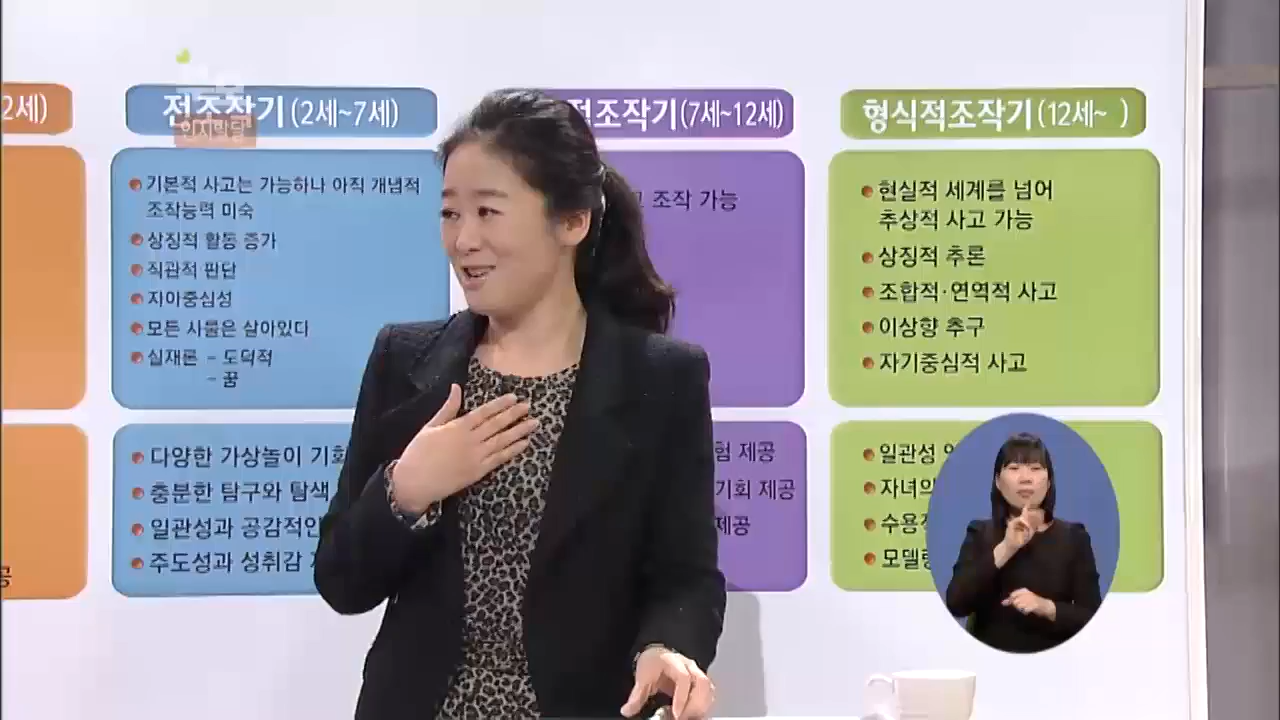 2세)
전조작기(2세~7세)
기본적 사고는 가능하나 아직 개념적
조작능력 미숙
상징적 활동 증가
직관적 판단
자아중심성
모든 사물은 살아있다
실재론 - 도덕적
- 꿈
다양한 가상놀이 기회
충분한 탐구와 탐색
일관성과 공감적인
주도성과 성취감
전조작기(7세~12세)
조작 가능
제공
기회 제공
제공
형식적조작기(12세~ )
현실적 세계를 넘어
추상적 사고 가능
상징적 추론
조합적·연역적 사고
이상향 추구
자기중심적 사고
일관성
자녀의